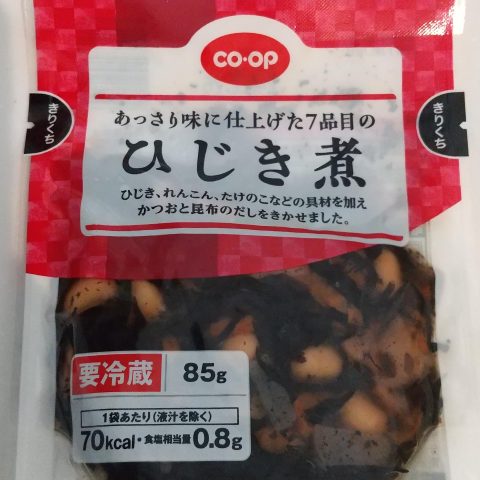 CO・OP
あっさり味に仕上げた7品目の
ひじき煮
ひじき、れんこん、たけのこなどの具材を加え
かつおと昆布のだしをきかせました。
きりくち
きりくち
要冷蔵 85g
1袋あたり(液汁を除く)
70kcal・食塩相当量0.8g